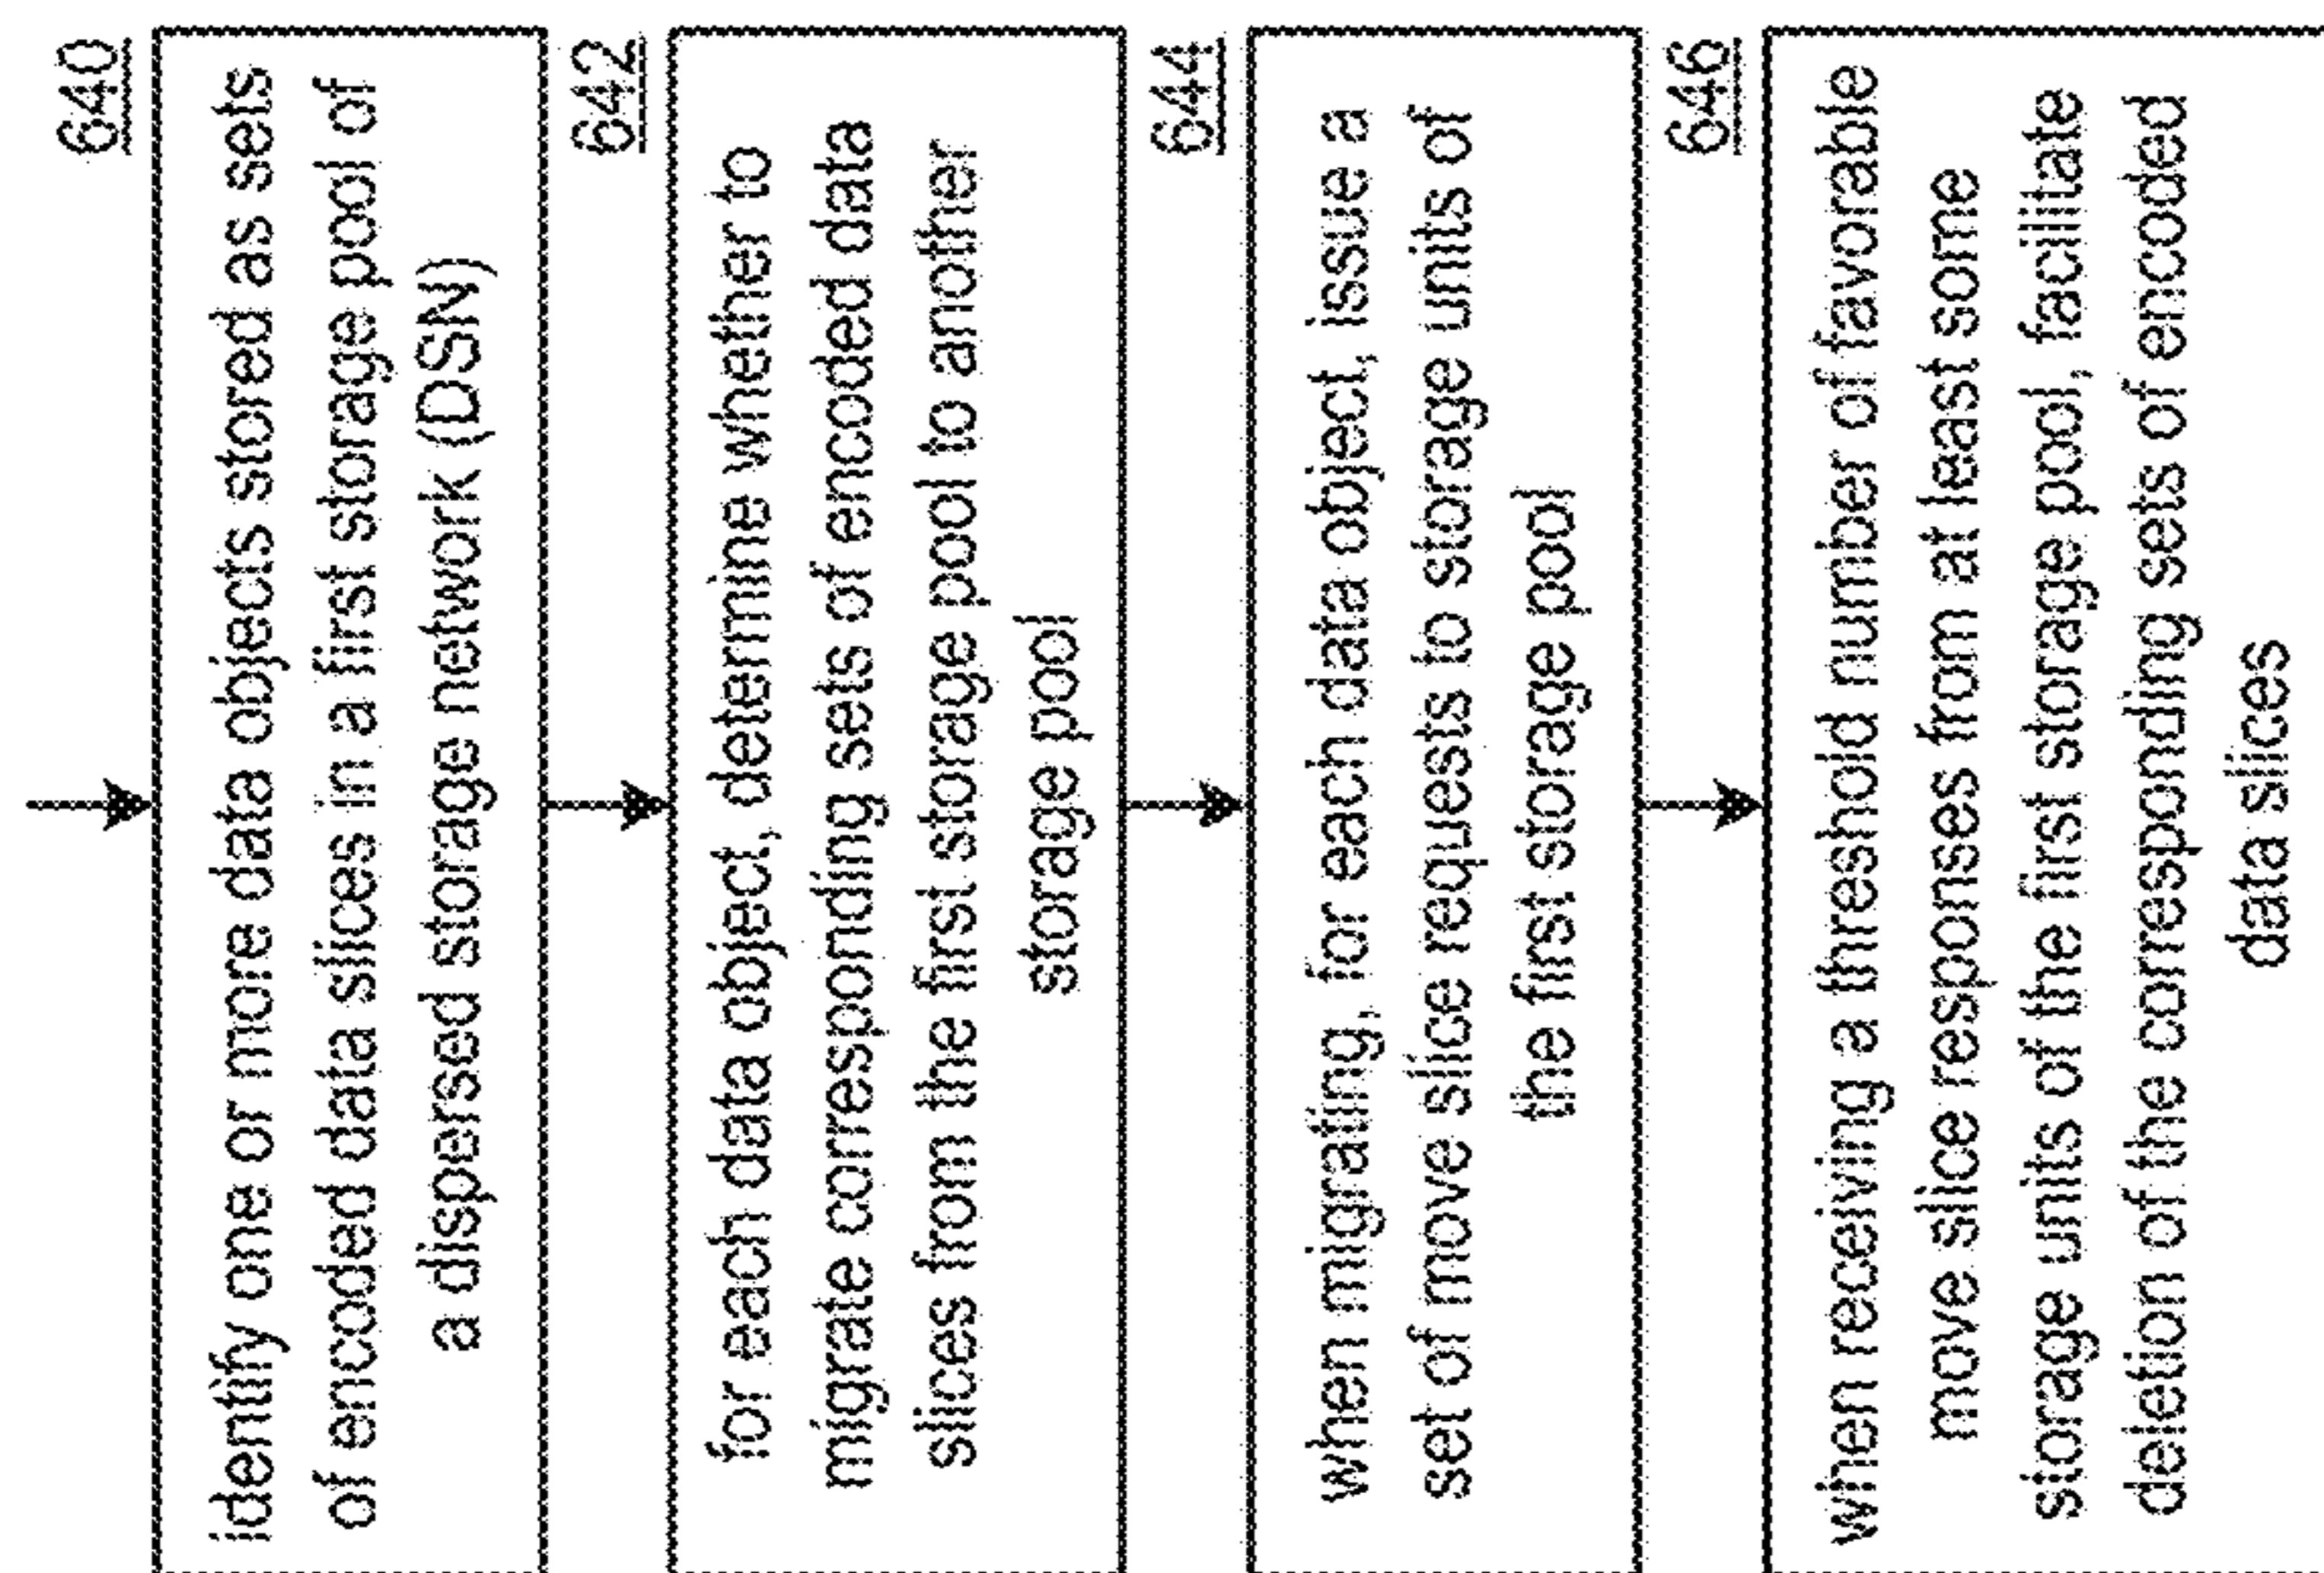 640
identify one or more data objects stored as sets
of encoded data slices in a first storage pool of
a dispersed storage network (DSN)
642
for each data object, determine whether to
migrate corresponding sets of encoded data
slices from the first storage pool to another
storage pool
644
when migrating, for each data object, issue a
set of move slice requests to storage units of
the first storage pool
646
when receiving a threshold number of favorable
move slice responses from at least some
storage units of the first storage pool, facilitate
deletion of the corresponding sets of encoded
data slices